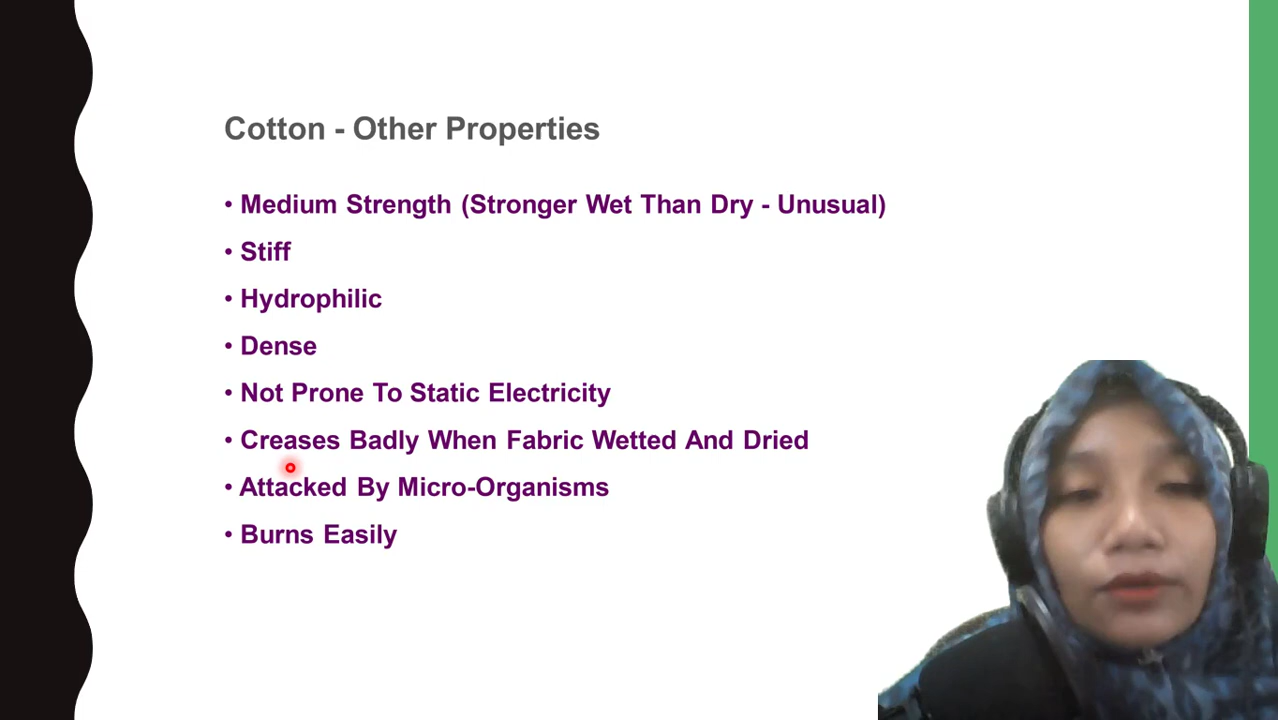 Cotton - Other Properties
• Medium Strength (Stronger Wet Than Dry - Unusual)
• Stiff
• Hydrophilic
• Dense
• Not Prone To Static Electricity
• Creases Badly When Fabric Wetted And Dried
• Attacked By Micro-Organisms
• Burns Easily